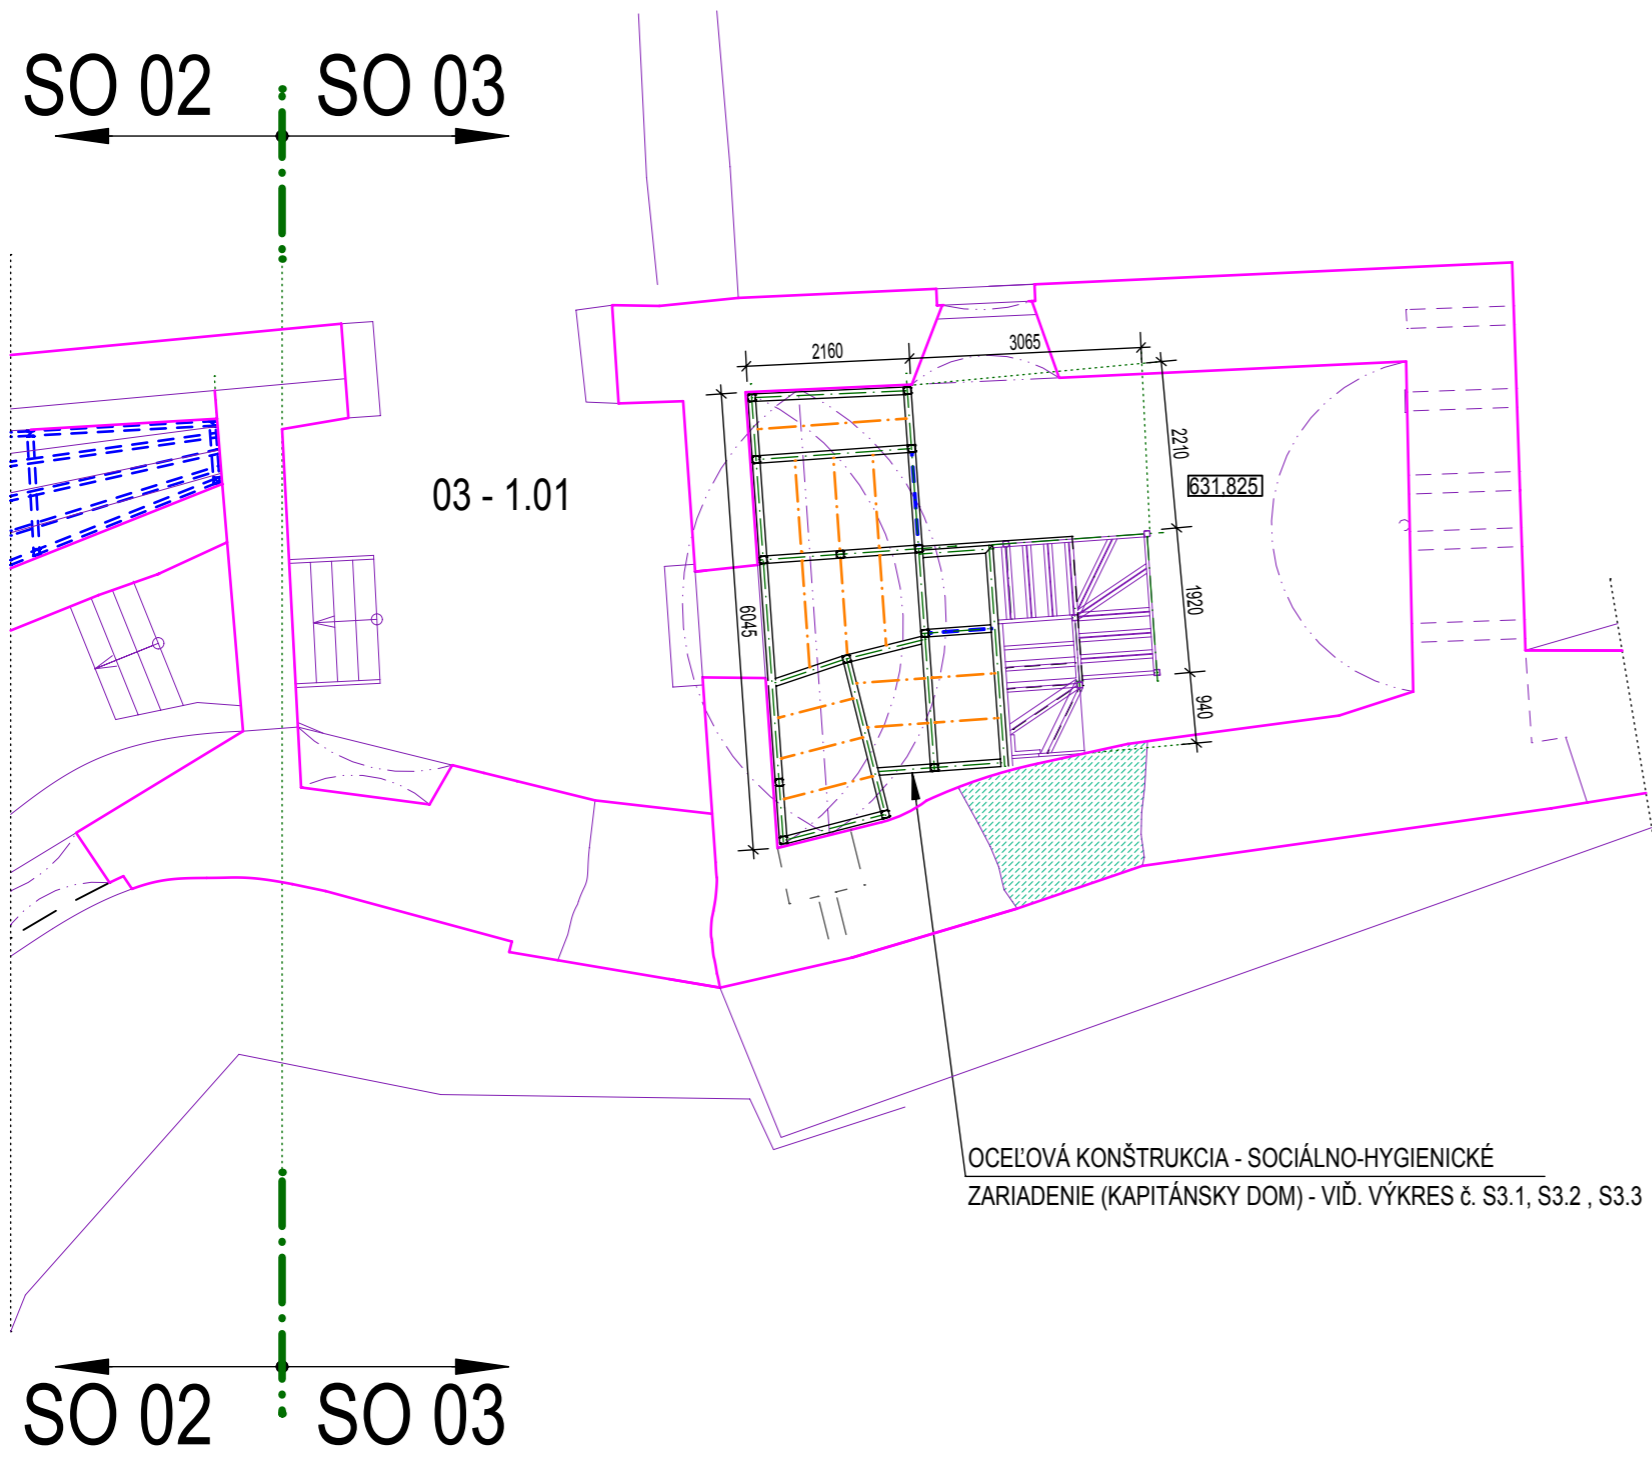 SO 02
SO 03
2160
3065
2210
631.825
03 - 1.01
1920
6045
940
OCEĽOVÁ KONŠTRUKCIA - SOCIÁLNO-HYGIENICKÉ
ZARIADENIE (KAPITÁNSKY DOM) - VIĎ. VÝKRES č. S3.1, S3.2 , S3.3
SO 02
SO 03